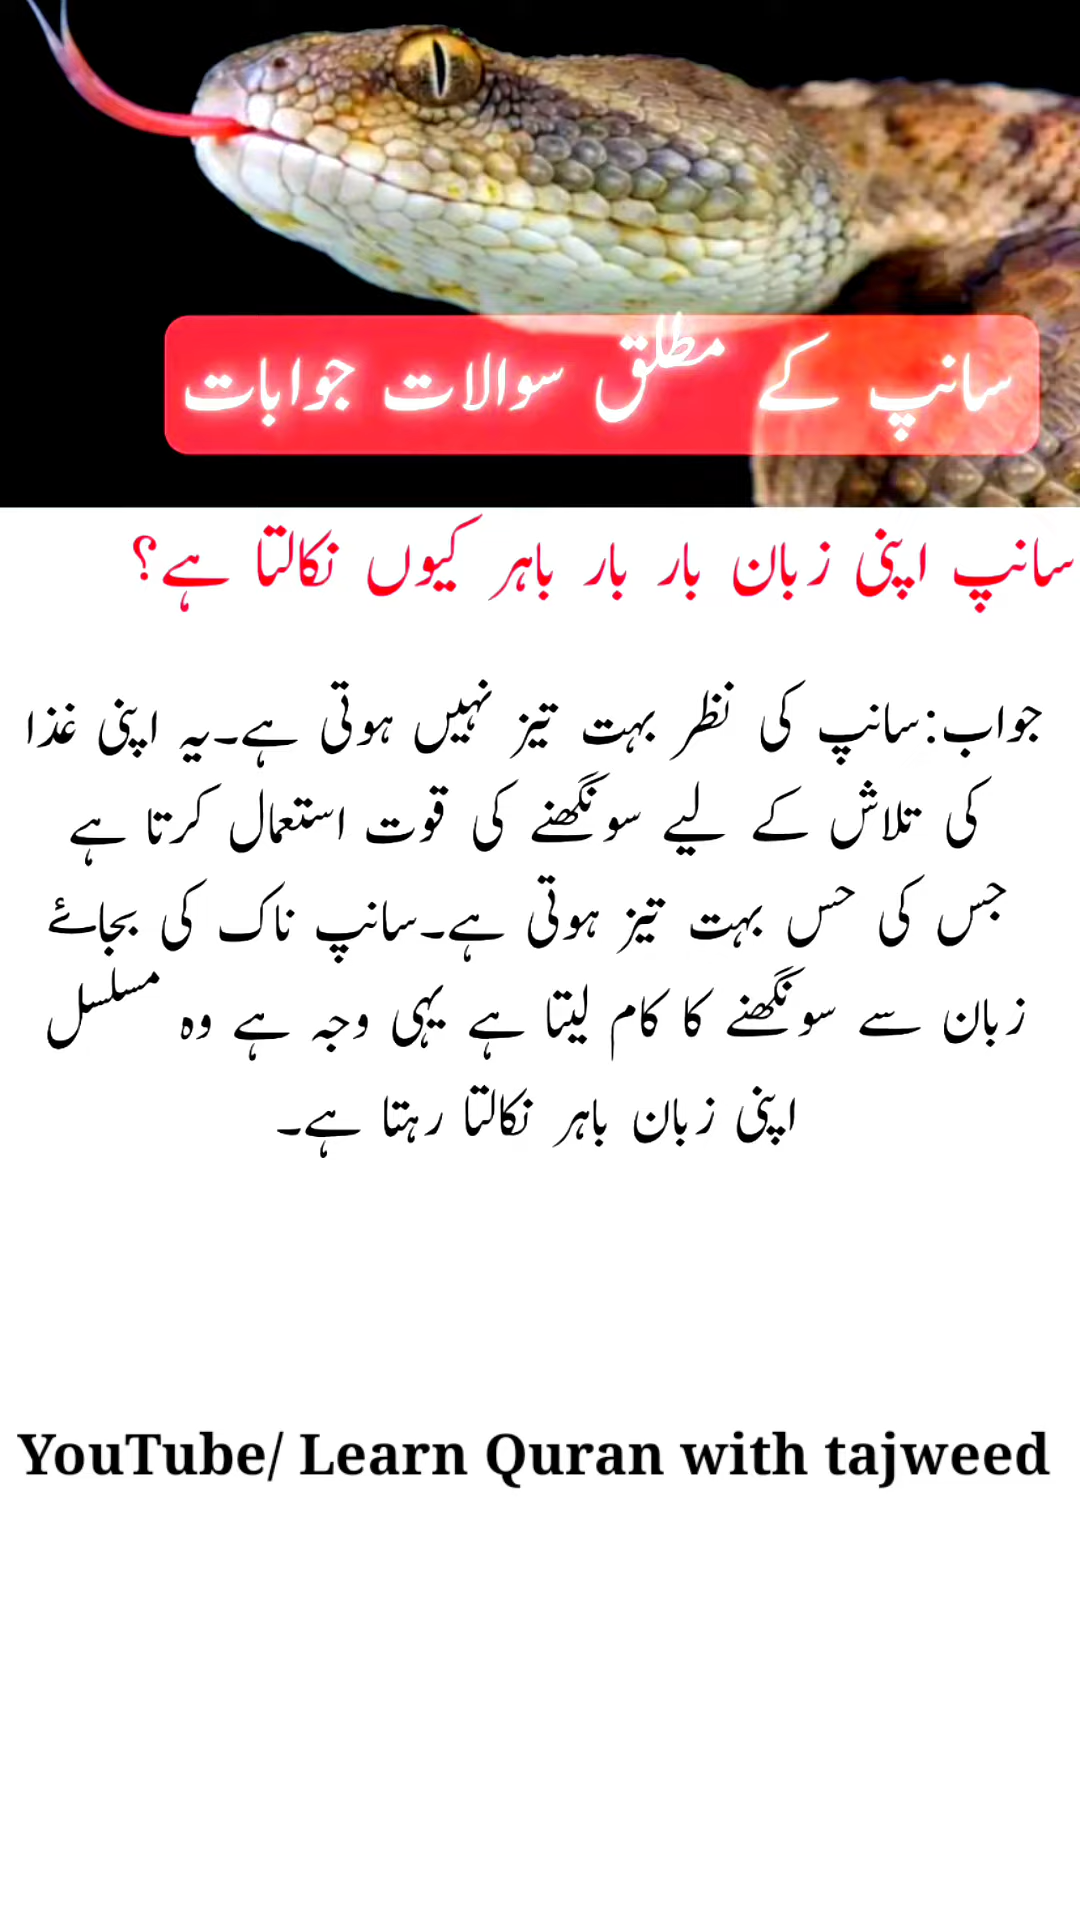 سانپ کے مطلق سوالات جوابات
سانپ اپنی زبان بار بار باہر کیوں نکالتا ہے؟
جواب:سانپ کی نظر بہت تیز نہیں ہوتی ہے۔یہ اپنی غذا
کی تلاش کے لیے سونگھنے کی قوت استعمال کرتا ہے
جس کی حس بہت تیز ہوتی ہے۔سانپ ناک کی بجائے
زبان سے سونگھنے کا کام لیتا ہے یہی وجہ ہے وہ مسلسل
اپنی زبان باہر نکالتا رہتا ہے۔
YouTube/ Learn Quran with tajweed